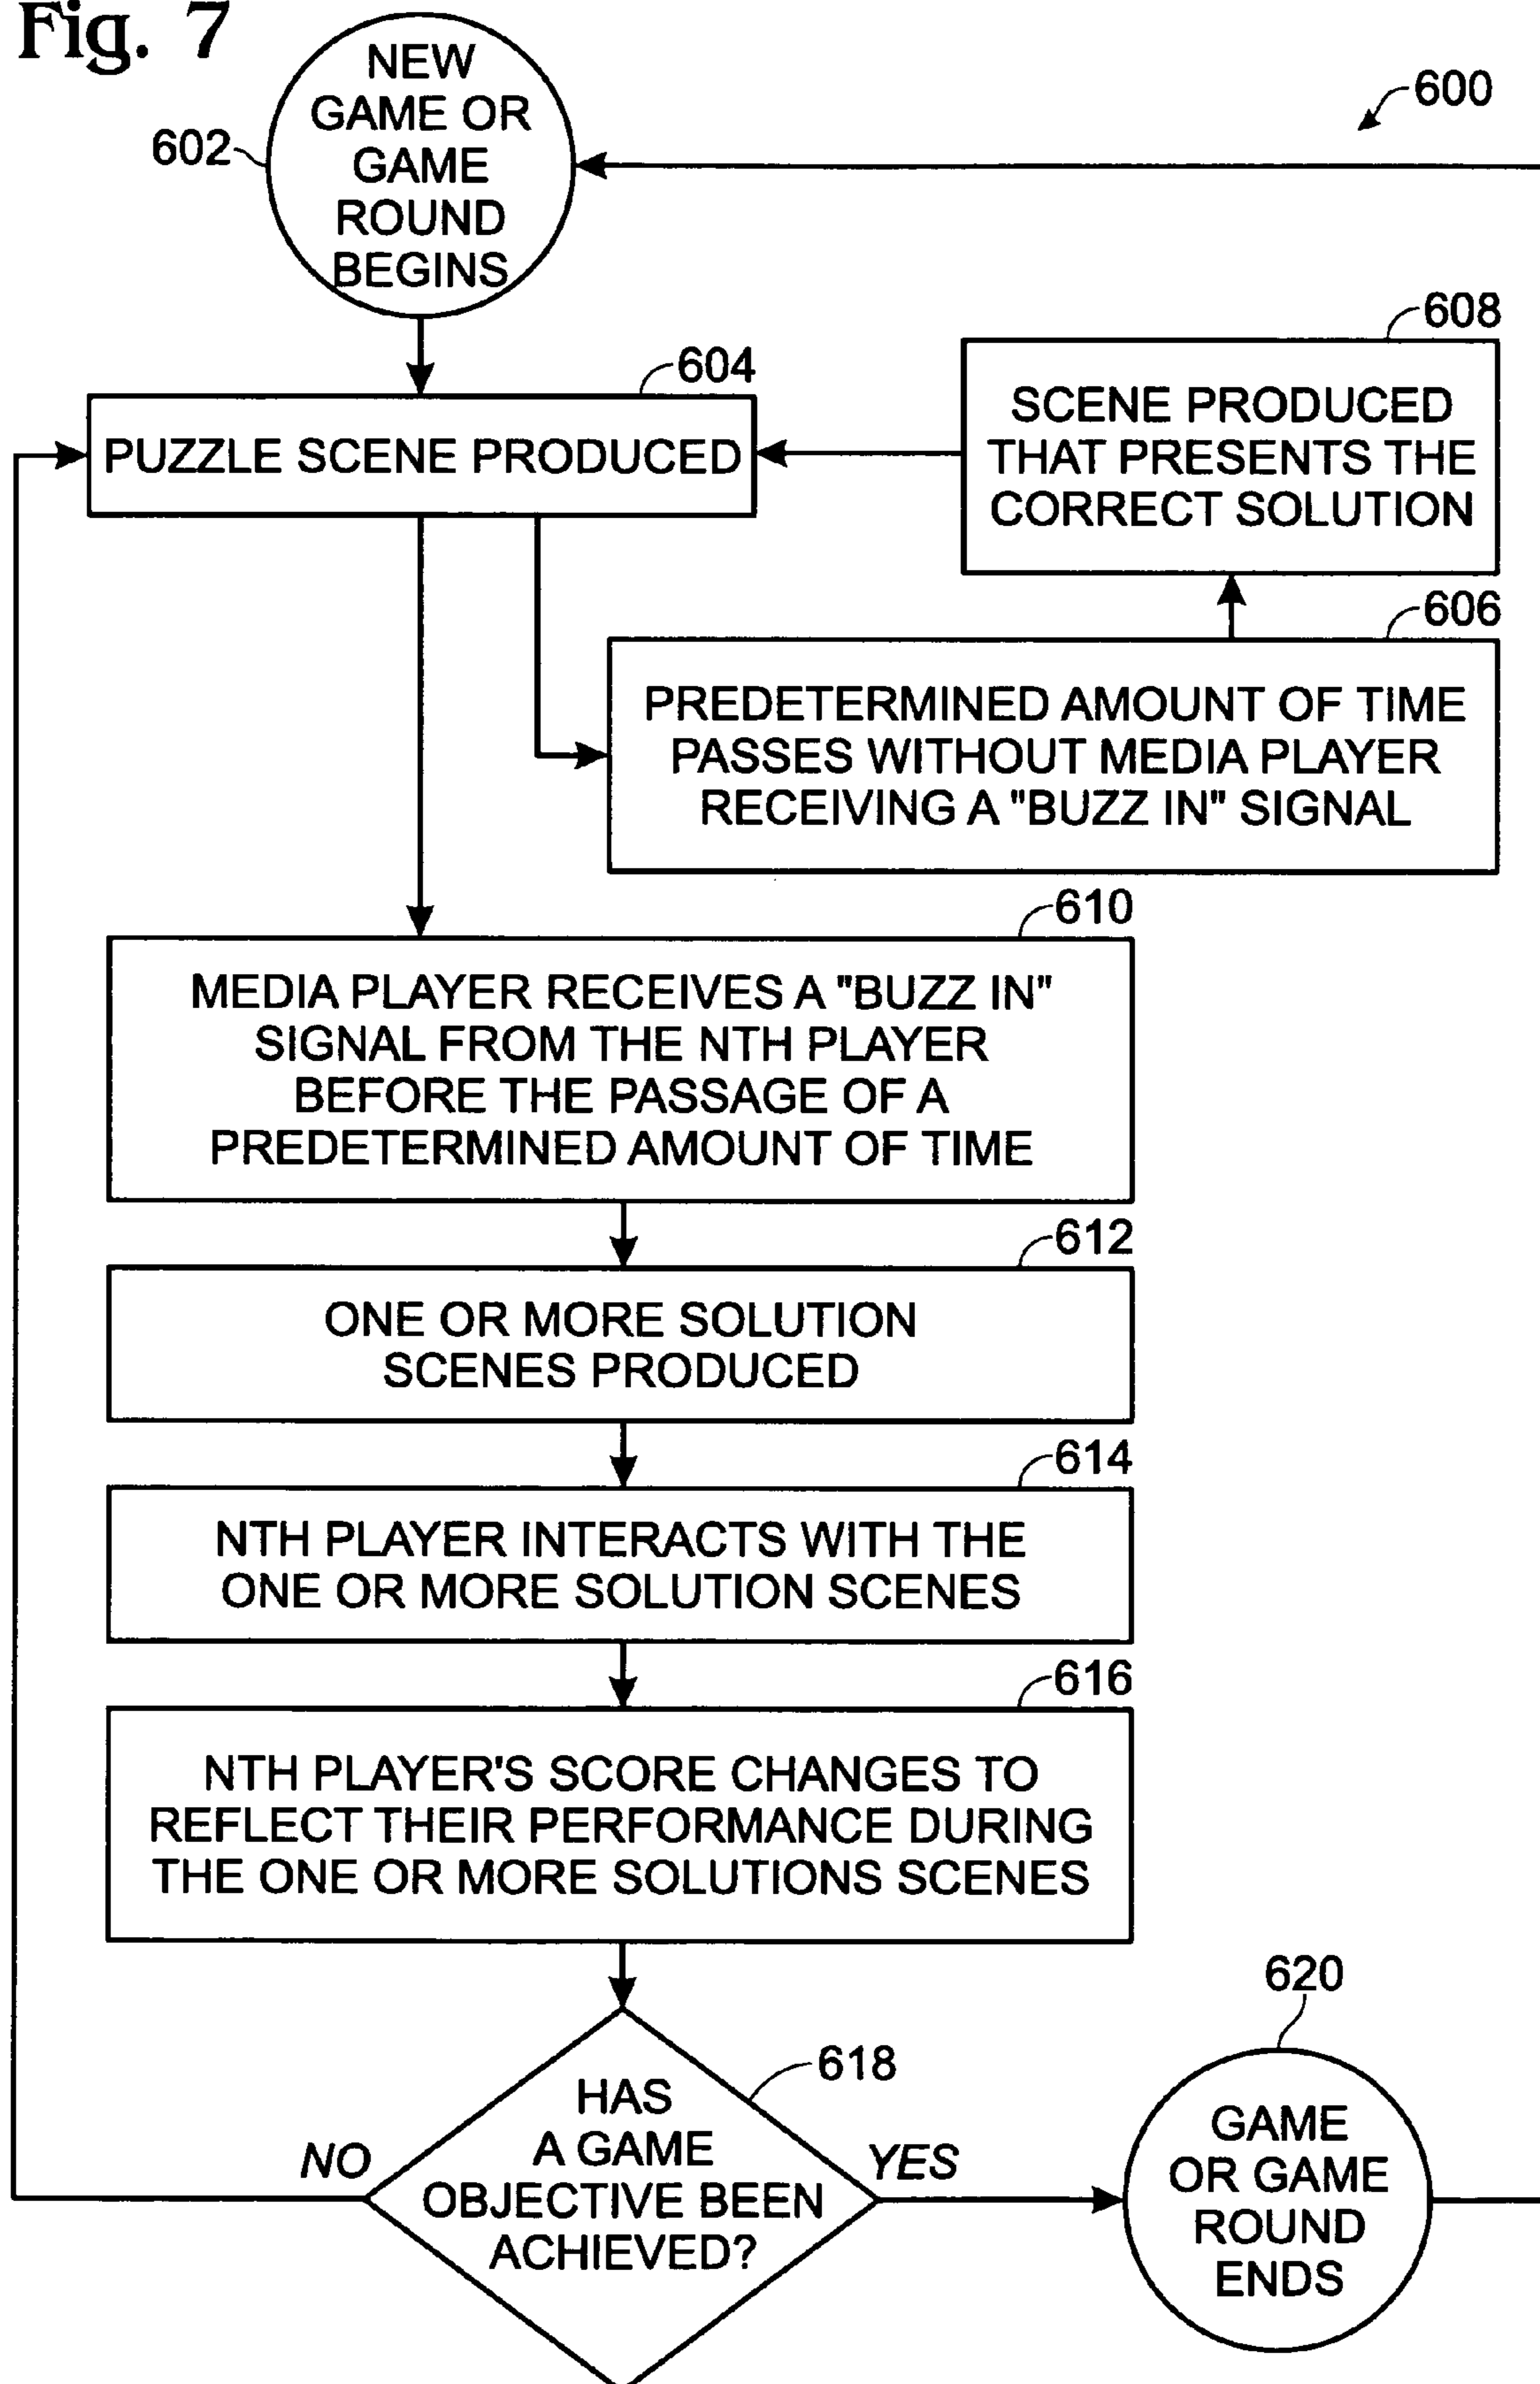 Fig. 7
600
602
NEW
GAME OR
GAME
ROUND
BEGINS
604
PUZZLE SCENE PRODUCED
608
SCENE PRODUCED
THAT PRESENTS THE
CORRECT SOLUTION
606
PREDETERMINED AMOUNT OF TIME
PASSES WITHOUT MEDIA PLAYER
RECEIVING A "BUZZ IN" SIGNAL
610
MEDIA PLAYER RECEIVES A "BUZZ IN"
SIGNAL FROM THE NTH PLAYER
BEFORE THE PASSAGE OF A
PREDETERMINED AMOUNT OF TIME
612
ONE OR MORE SOLUTION
SCENES PRODUCED
614
NTH PLAYER INTERACTS WITH THE
ONE OR MORE SOLUTION SCENES
616
NTH PLAYER'S SCORE CHANGES TO
REFLECT THEIR PERFORMANCE DURING
THE ONE OR MORE SOLUTIONS SCENES
618
HAS
A GAME
OBJECTIVE BEEN
ACHIEVED?
NO
YES
620
GAME
OR GAME
ROUND
ENDS